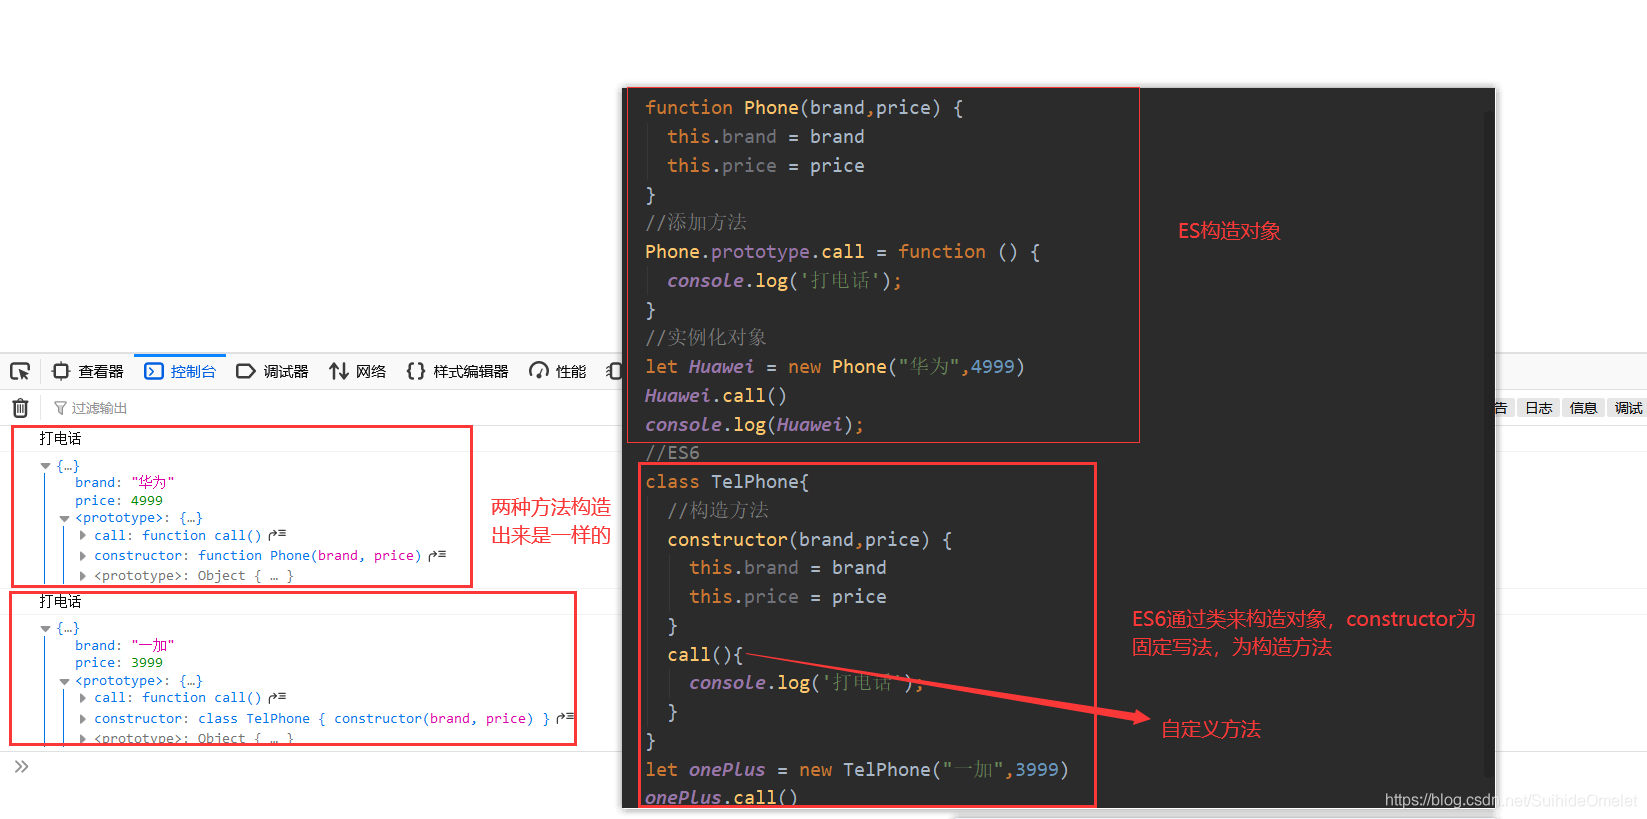 function Phone(brand,price) {
this.brand = brand
this.price = price
}
//添加方法
Phone.prototype.call = function () {
console.log('打电话');
}
//实例化对象
let Huawei = new Phone("华为",4999)
Huawei.call()
console.log(Huawei);
//ES6
class TelPhone{
//构造方法
constructor(brand,price) {
this.brand = brand
this.price = price
}
call(){
console.log('打电话');
}
}
let onePlus = new TelPhone("一加",3999)
onePlus.call()
ES构造对象
ES6通过类来构造对象，constructor为
固定写法，为构造方法
自定义方法
查看器 控制台 调试器 网络 {} 样式编辑器 性能
过滤输出
告 日志 信息 调试
打电话
{…}
brand: "华为"
price: 4999
<prototype>: {…}
call: function call()
constructor: function Phone(brand, price)
<prototype>: Object { … }
打电话
{…}
brand: "一加"
price: 3999
<prototype>: {…}
call: function call()
constructor: class TelPhone { constructor(brand, price) }
<prototype>: Object { … }
>>
两种方法构造
出来是一样的
https://blog.csdn.net/SuihideOmelet